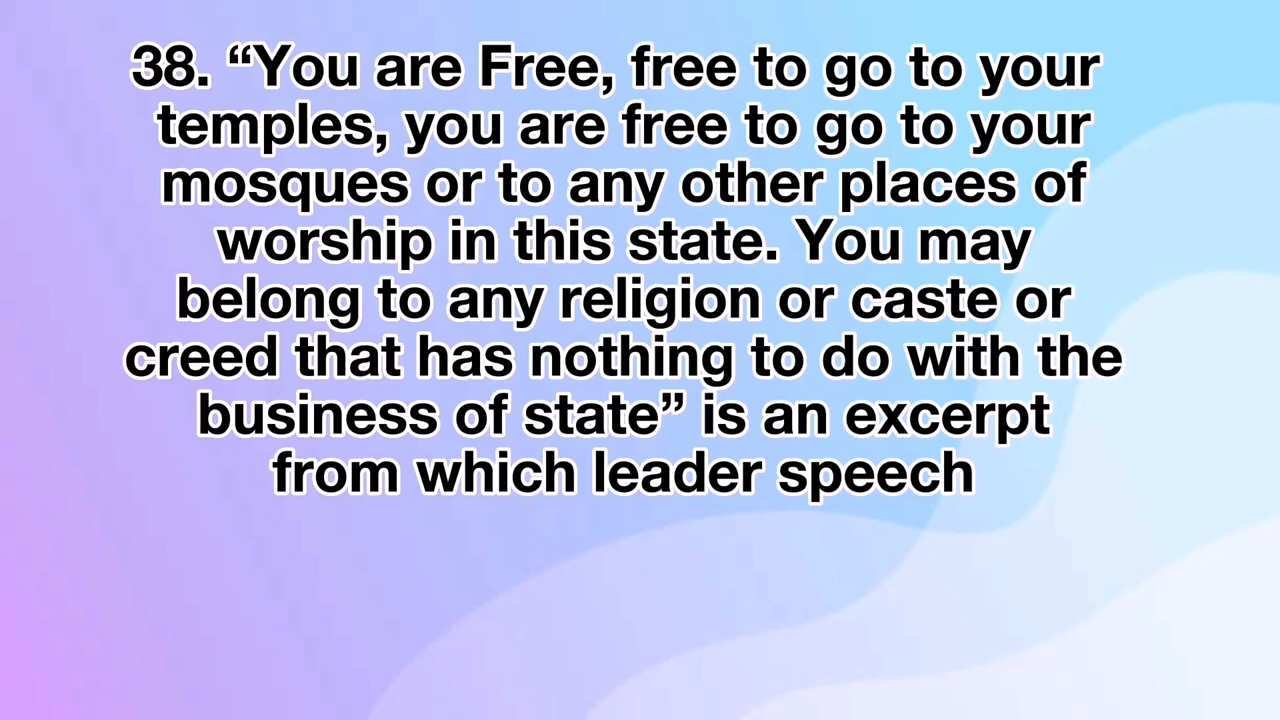 38. “You are Free, free to go to your
temples, you are free to go to your
mosques or to any other places of
worship in this state. You may
belong to any religion or caste or
creed that has nothing to do with the
business of state” is an excerpt
from which leader speech